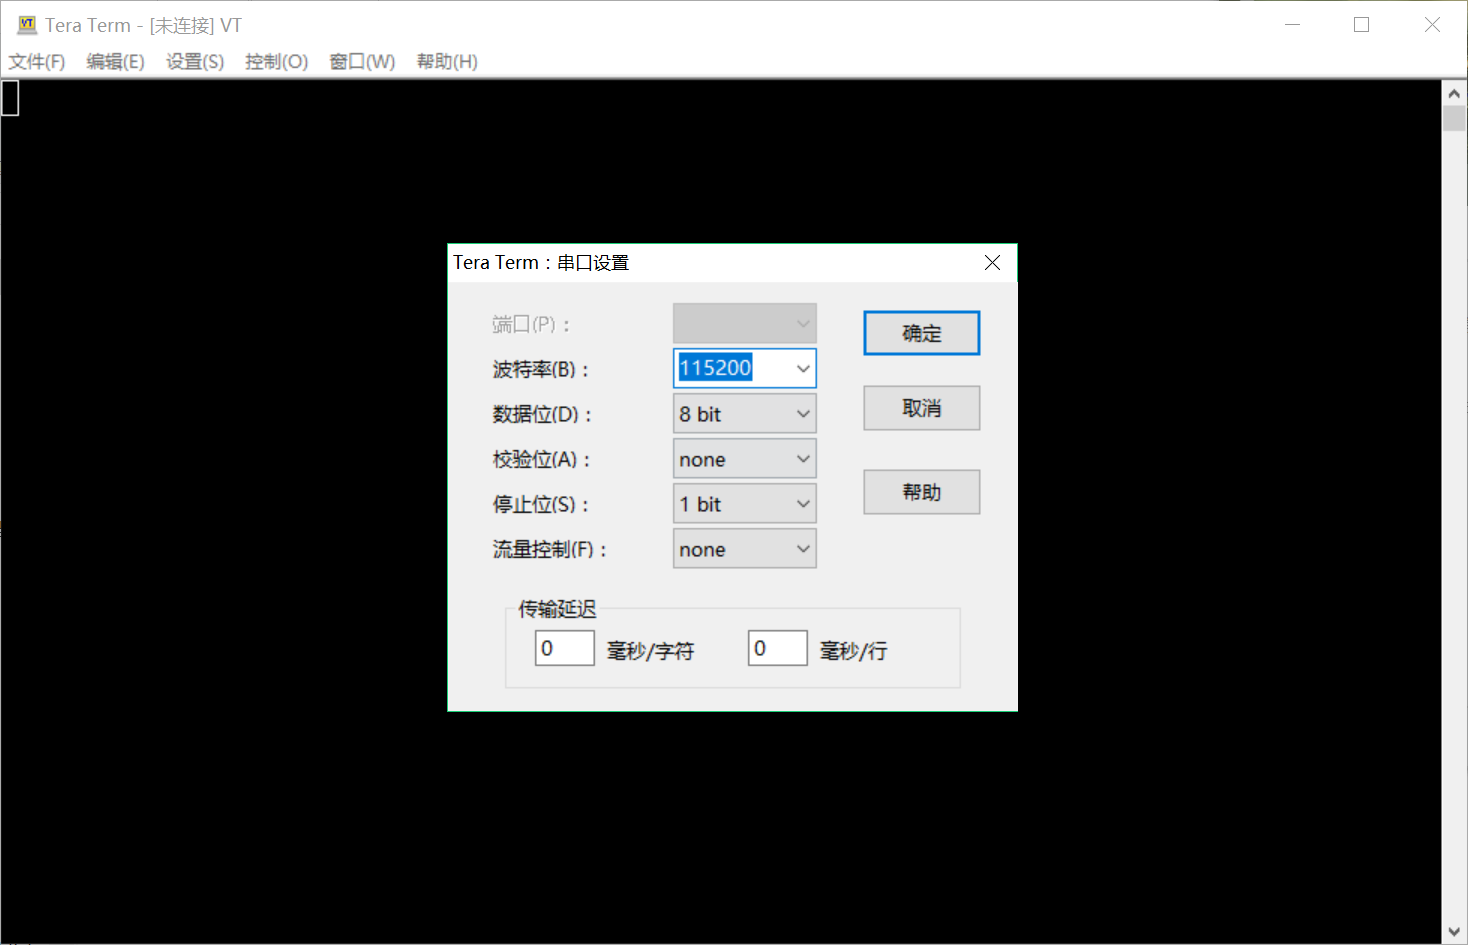 Tera Term - [未连接] VT
文件(F) 编辑(E) 设置(S) 控制(O) 窗口(W) 帮助(H)
Tera Term：串口设置
端口(P)：
确定
波特率(B)： 115200
数据位(D)： 8 bit
取消
校验位(A)： none
停止位(S)： 1 bit
帮助
流量控制(F)： none
传输延迟
0 毫秒/字符 0 毫秒/行